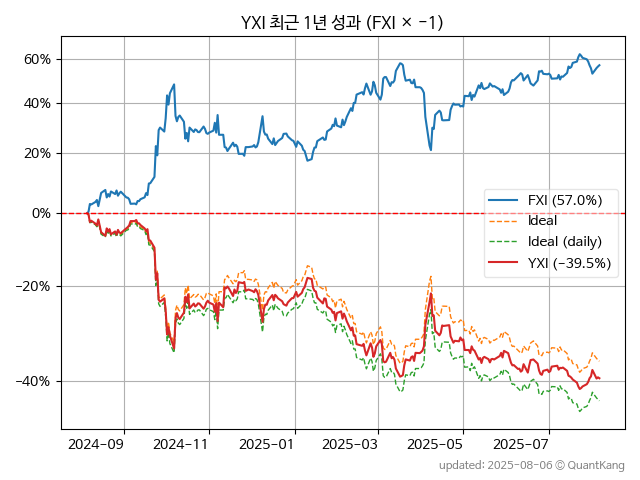 YXI 최근 1년 성과 (FXI × −1)
60%
40%
20%
0%
−20%
−40%
FXI (57.0%)
Ideal
Ideal (daily)
YXI (−39.5%)
2024-09 2024-11 2025-01 2025-03 2025-05 2025-07
updated: 2025-08-06 © QuantKang